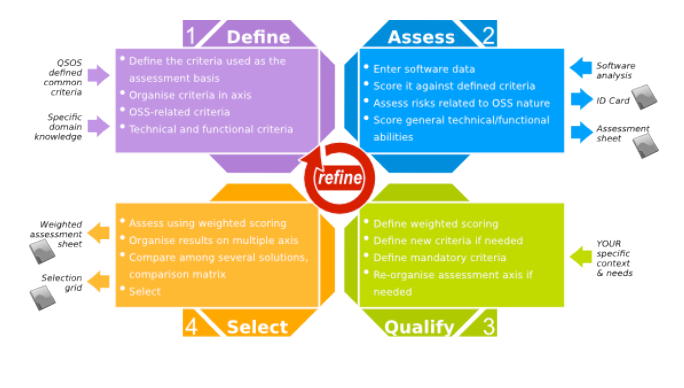 1 Define
QSOS
defined
common
criteria
Specific
domain
knowledge
• Define the criteria used as the
assessment basis
• Organise criteria in axis
• OSS-related criteria
• Technical and functional criteria
Assess 2
• Enter software data
• Score it against defined criteria
• Assess risks related to OSS nature
• Score general technical/functional
abilities
Software
analysis
ID Card
Assessment
sheet
refine
Weighted
assessment
sheet
Selection
grid
• Assess using weighted scoring
• Organise results on multiple axis
• Compare among several solutions,
comparison matrix
• Select
4 Select
• Define weighted scoring
• Define new criteria if needed
• Define mandatory criteria
• Re-organise assessment axis if
needed
Qualify 3
YOUR
specific
context
& needs